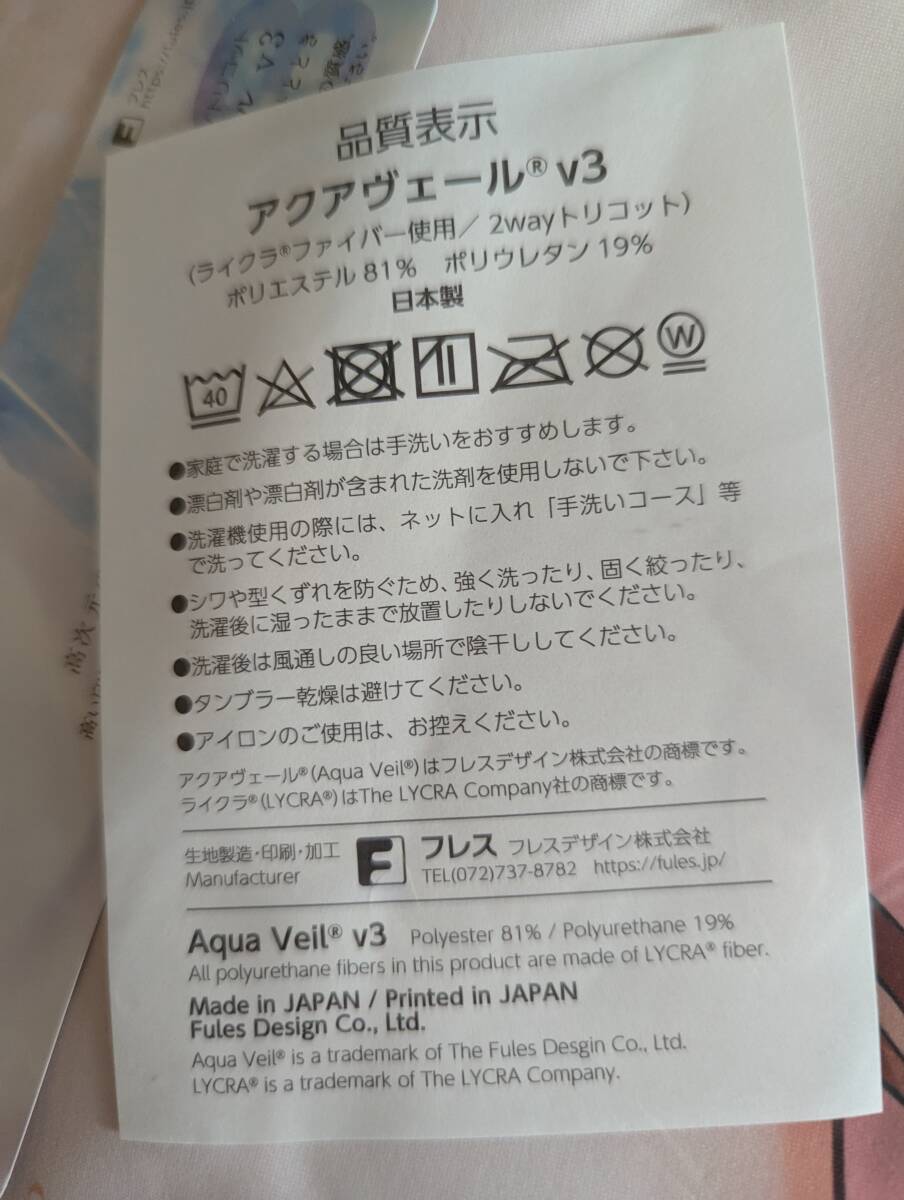 フレス
品質表示
アクアヴェール® v3
(ライクラ®ファイバー使用／ 2wayトリコット)
ポリエステル 81% ポリウレタン 19%
日本製
40
W
●家庭で洗濯する場合は手洗いをおすすめします。
●漂白剤や漂白剤が含まれた洗剤を使用しないで下さい。
●洗濯機使用の際には、ネットに入れ「手洗いコース」等
で洗ってください。
●シワや型くずれを防ぐため、強く洗ったり、固く絞ったり、
洗濯後に湿ったままで放置したりしないでください。
●洗濯後は風通しの良い場所で陰干ししてください。
●タンブラー乾燥は避けてください。
●アイロンのご使用は、お控えください。
アクアヴェール®(Aqua Veil®)はフレスデザイン株式会社の商標です。
ライクラ®(LYCRA®)はThe LYCRA Company社の商標です。
生地製造・印刷・加工
Manufacturer
F フレス フレスデザイン株式会社
TEL(072)737-8782 https://fules.jp/
Aqua Veil® v3 Polyester 81% / Polyurethane 19%
All polyurethane fibers in this product are made of LYCRA® fiber.
Made in JAPAN / Printed in JAPAN
Fules Design Co., Ltd.
Aqua Veil® is a trademark of The Fules Desgin Co., Ltd.
LYCRA® is a trademark of The LYCRA Company.